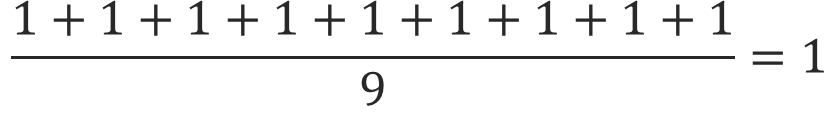 1 + 1 + 1 + 1 + 1 + 1 + 1 + 1 + 1
9
= 1